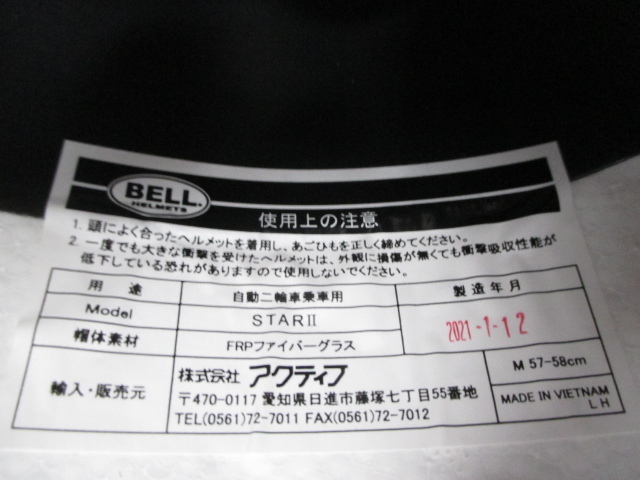 BELL
HELMETS
使用上の注意
1. 頭によく合ったヘルメットを着用し、あごひもを正しく締めてください。
2. 一度でも大きな衝撃を受けたヘルメットは、外観に損傷が無くても衝撃吸収性能が
低下している恐れがありますので使用しないでください。
用途 自動二輪車乗車用 製造年月
Model STARⅡ 2021-1-12
帽体素材 FRPファイバーグラス
輸入・販売元 株式会社 アクティブ M 57-58cm
〒470-0117 愛知県日進市藤塚七丁目55番地 MADE IN VIETNAM
TEL(0561)72-7011 FAX(0561)72-7012 LH